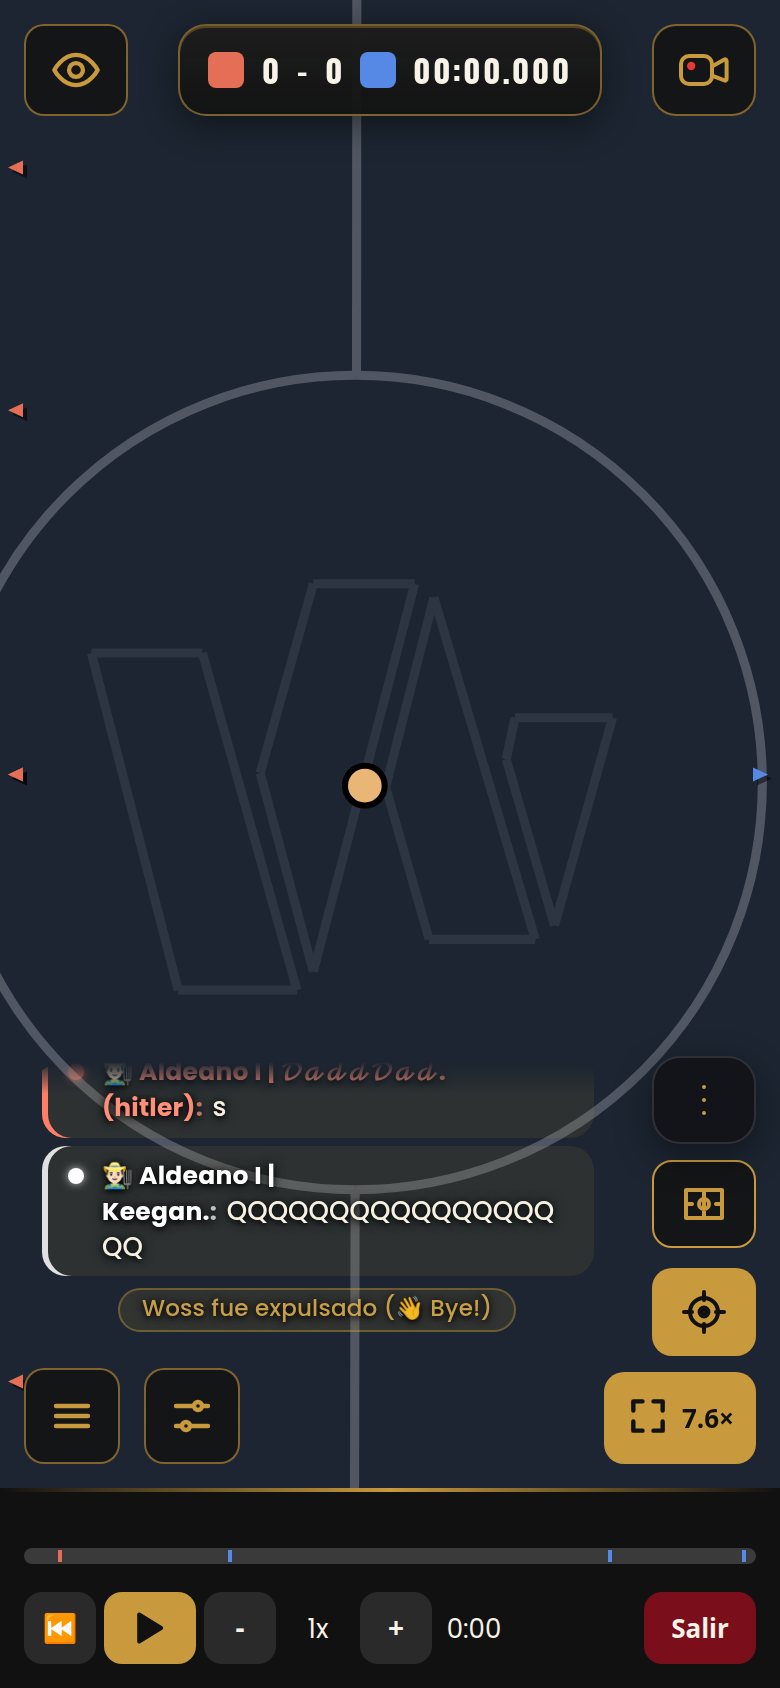 0 - 0 00:00.000
Aldeano I | DaddDaa.
(hitler): s
Aldeano I |
Keegan.: QQQQQQQQQQQQQQQQ
QQ
Woss fue expulsado (👋 Bye!)
7.6×
- 1x + 0:00 Salir